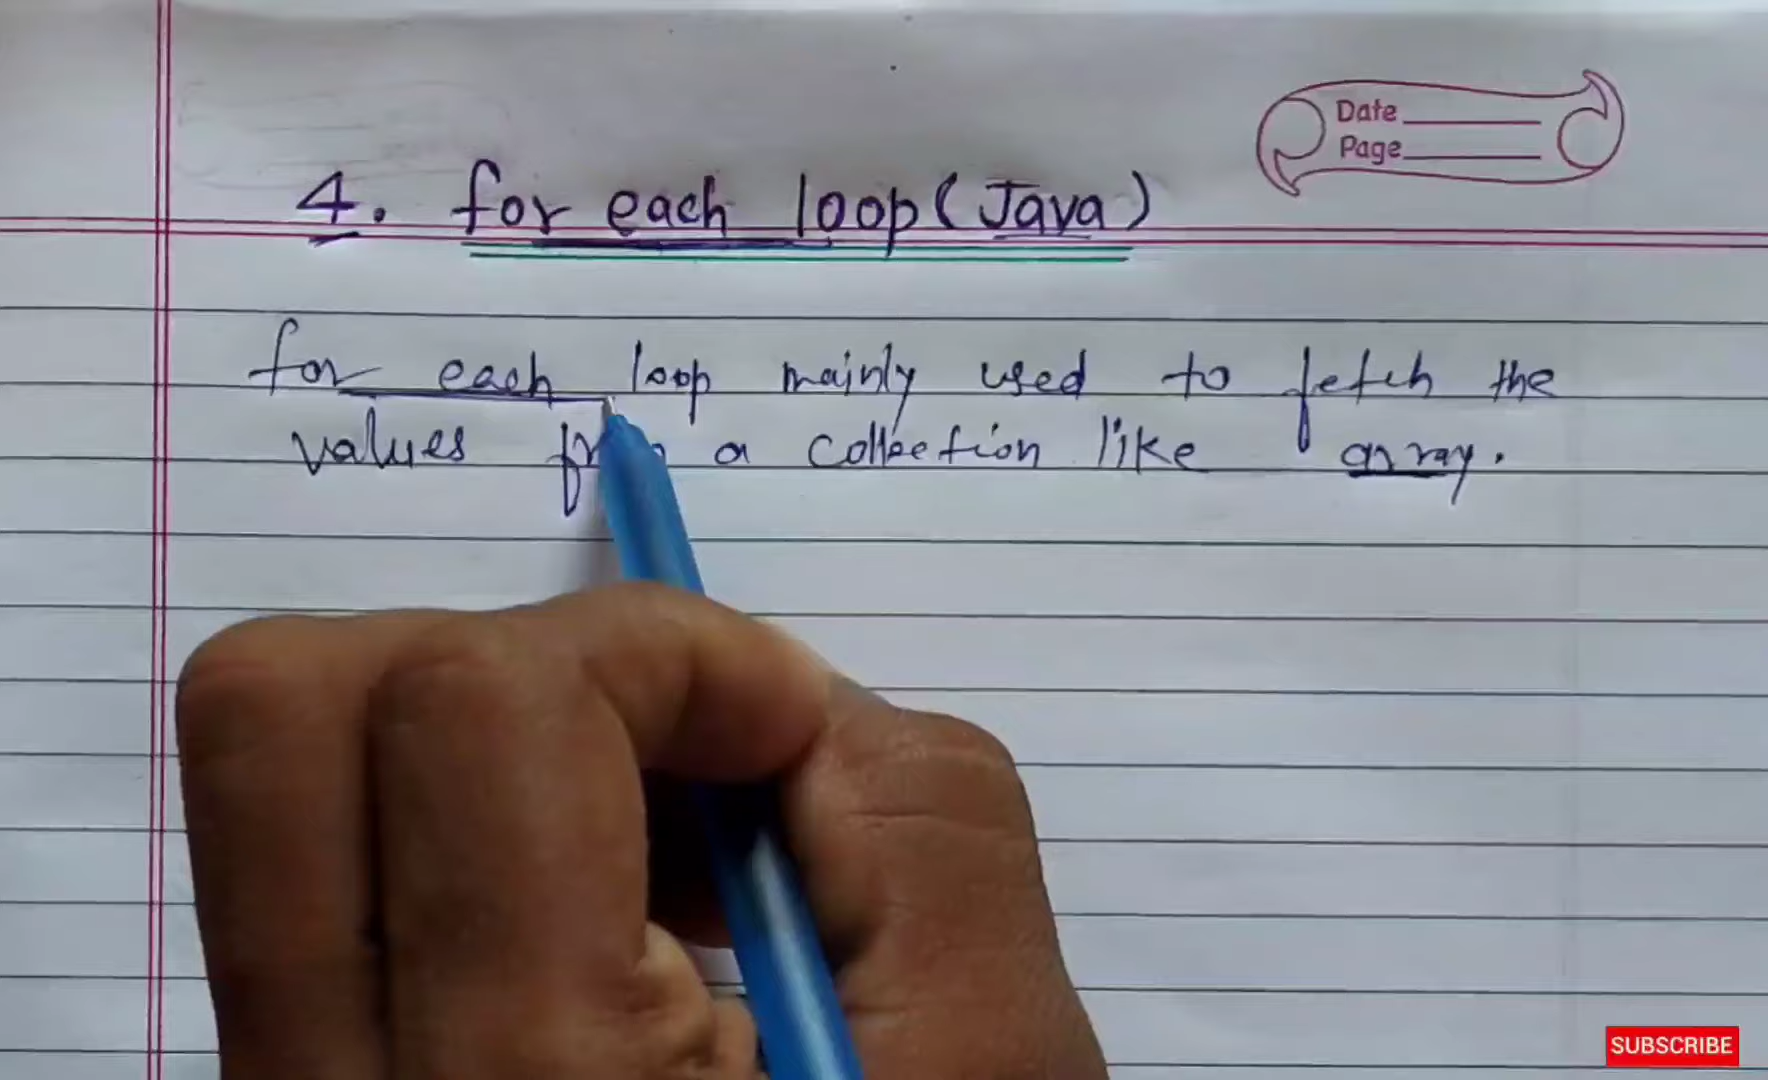 Date
Page
4. for each loop (Java)
for each loop mainly used to fetch the
values a collection like array.
SUBSCRIBE